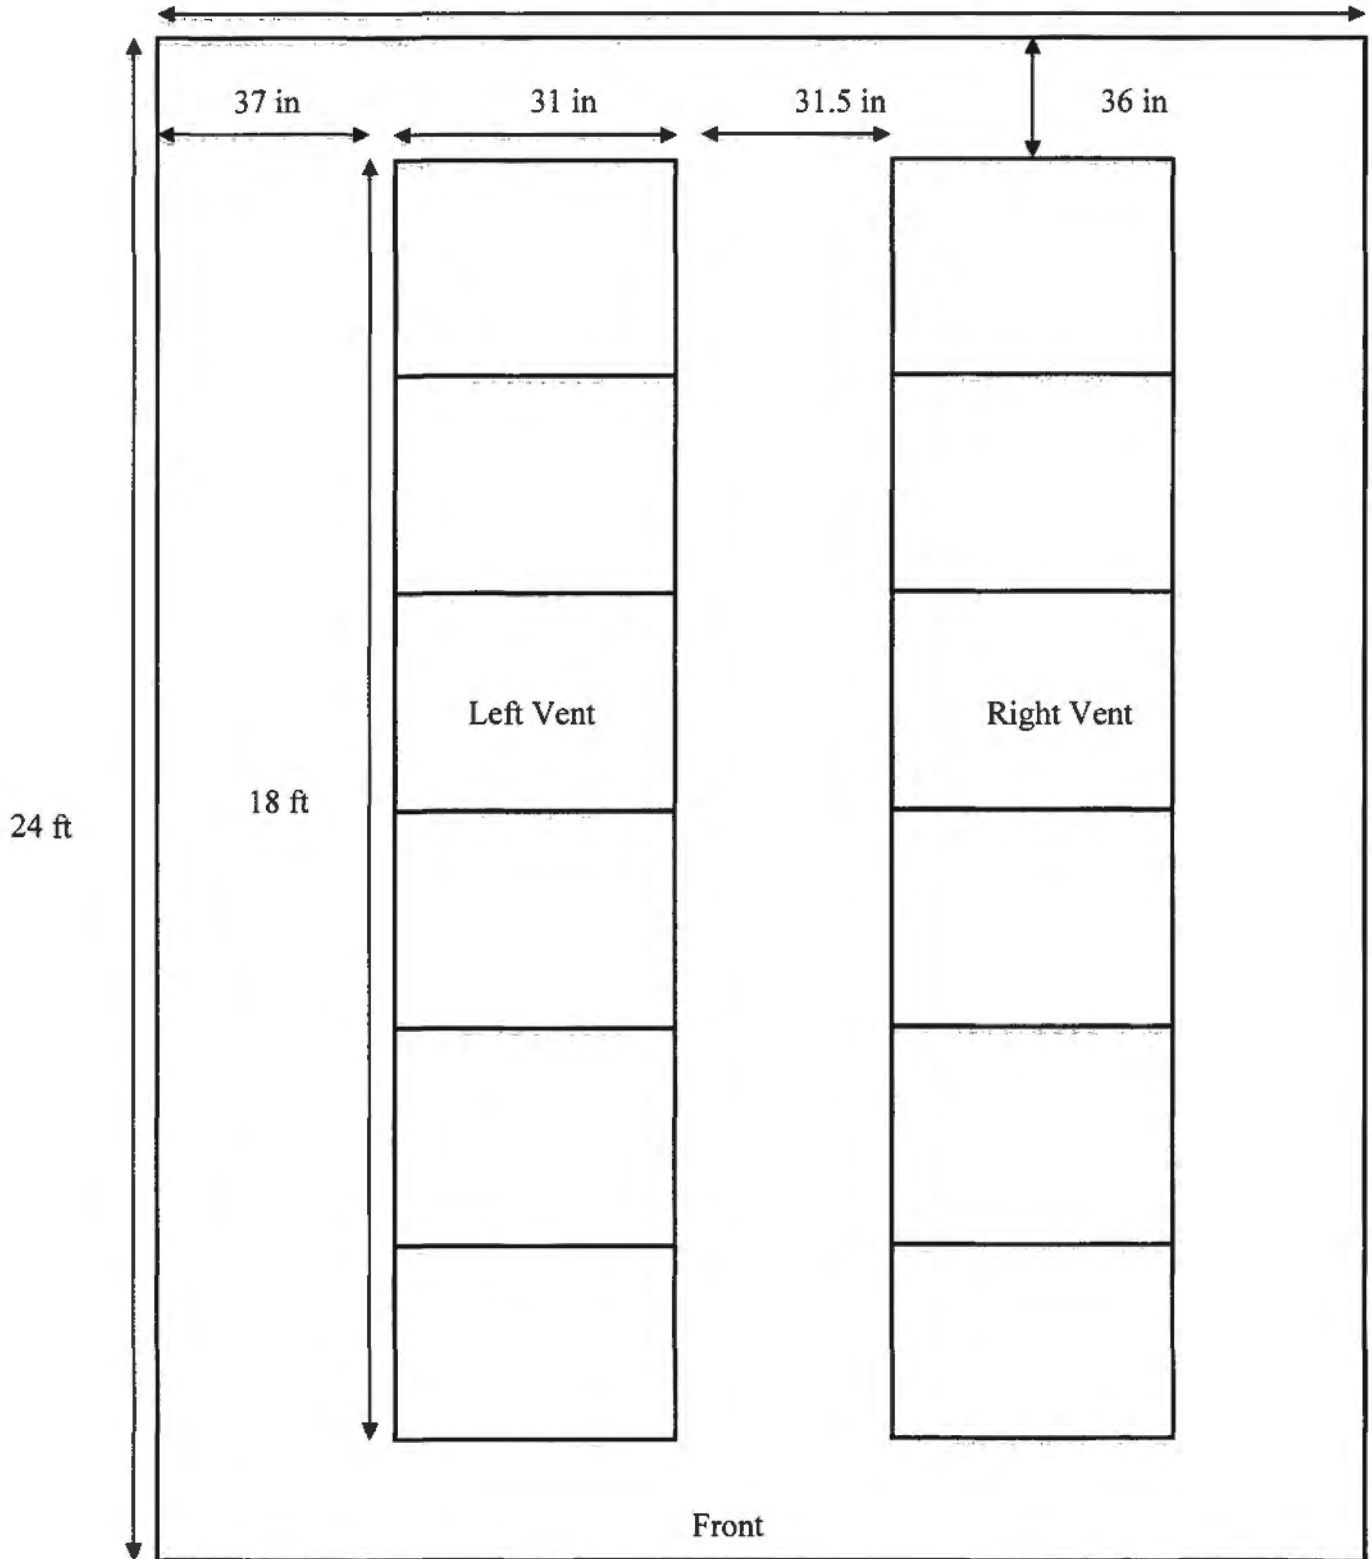 37 in
31 in
31.5 in
36 in
Left Vent
Right Vent
18 ft
24 ft
Front